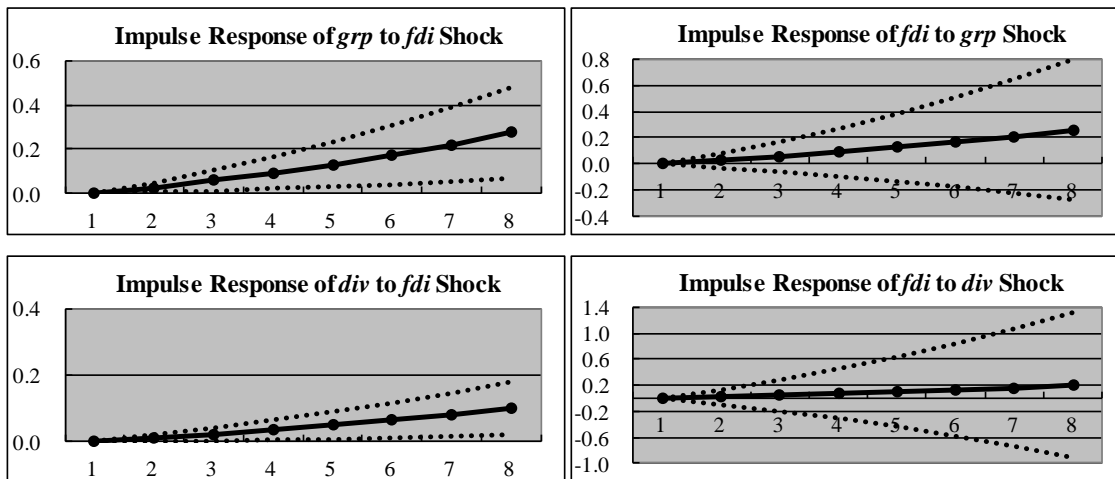 Impulse Response of grp to fdi Shock
0.6
0.4
0.2
0.0
1 2 3 4 5 6 7 8
Impulse Response of fdi to grp Shock
0.8
0.6
0.4
0.2
0.0
-0.2
-0.4
1 2 3 4 5 6 7 8
Impulse Response of div to fdi Shock
0.4
0.2
0.0
1 2 3 4 5 6 7 8
Impulse Response of fdi to div Shock
1.4
1.0
0.6
0.2
-0.2
-0.6
-1.0
1 2 3 4 5 6 7 8